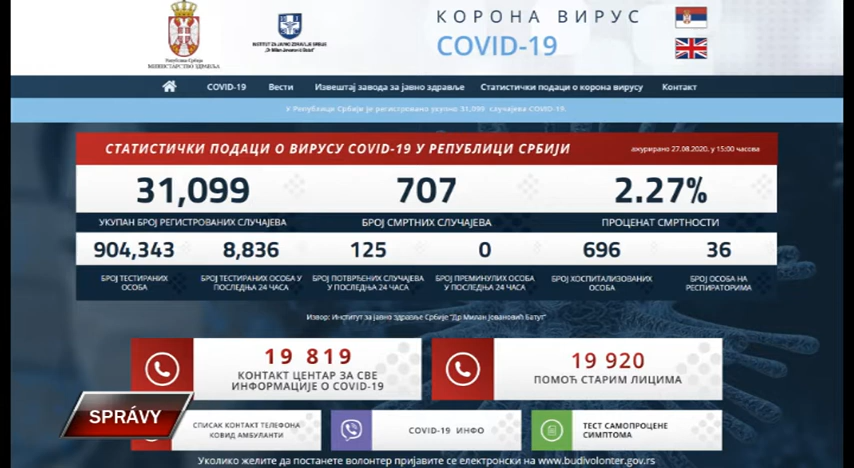 КОРОНА ВИРУС
COVID-19
Република Србија
МИНИСТАРСТВО ЗДРАВЉА
COVID-19 Вести Извештај завода за јавно здравље Статистички подаци о корона вирусу Контакт
У Републици Србији је регистровано укупно 31,099 случајева COVID-19.
СТАТИСТИЧКИ ПОДАЦИ О ВИРУСУ COVID-19 У РЕПУБЛИЦИ СРБИЈИ
ажурирано 27.08.2020. у 15:00 часова
31,099 707 2.27%
УКУПАН БРОЈ РЕГИСТРОВАНИХ СЛУЧАЈЕВА БРОЈ СМРТНИХ СЛУЧАЈЕВА ПРОЦЕНАТ СМРТНОСТИ
904,343 8,836 125 0 696 36
БРОЈ ТЕСТИРАНИХ БРОЈ ТЕСТИРАНИХ ОСОБА У БРОЈ ПОТВРЂЕНИХ СЛУЧАЈЕВА БРОЈ ПРЕМИНУЛИХ ОСОБА БРОЈ ХОСПИТАЛИЗОВАНИХ БРОЈ ОСОБА НА
ОСОБА ПОСЛЕДЊА 24 ЧАСА У ПОСЛЕДЊА 24 ЧАСА У ПОСЛЕДЊА 24 ЧАСА ОСОБА РЕСПИРАТОРИМА
Извор: Институт за јавно здравље Србије "Др Милан Јовановић Батут"
19 819
КОНТАКТ ЦЕНТАР ЗА СВЕ
ИНФОРМАЦИЈЕ О COVID-19
19 920
ПОМОЋ СТАРИМ ЛИЦИМА
SPRÁVY
СПИСАК КОНТАКТ ТЕЛЕФОНА
КОВИД АМБУЛАНТИ
COVID-19 ИНФО
ТЕСТ САМОПРОЦЕНЕ
СИМПТОМА
Уколико желите да постанете волонтер пријавите се електронски на www.budivolonter.gov.rs